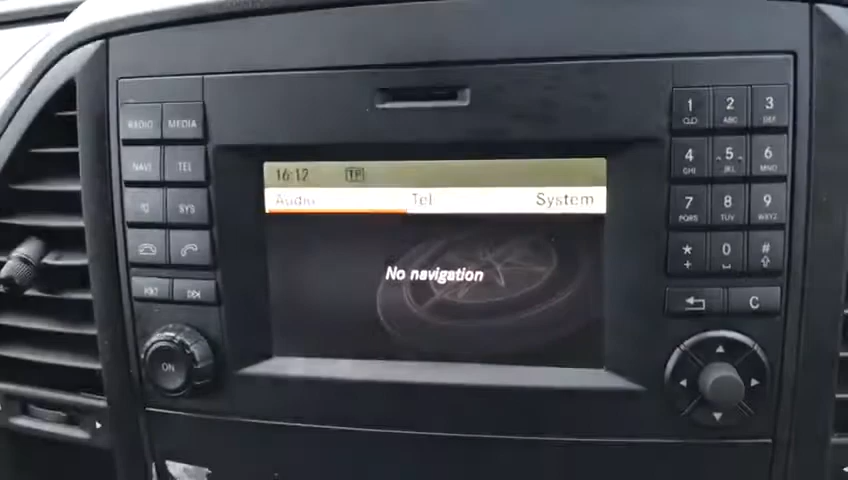 RADIO MEDIA
NAVI TEL
SYS
ON
16:12 TP
Audio Tel System
No navigation
1 2 ABC 3 DEF
4 GHI 5 JKL 6 MNO
7 PQRS 8 TUV 9 WXYZ
* + 0 #
C